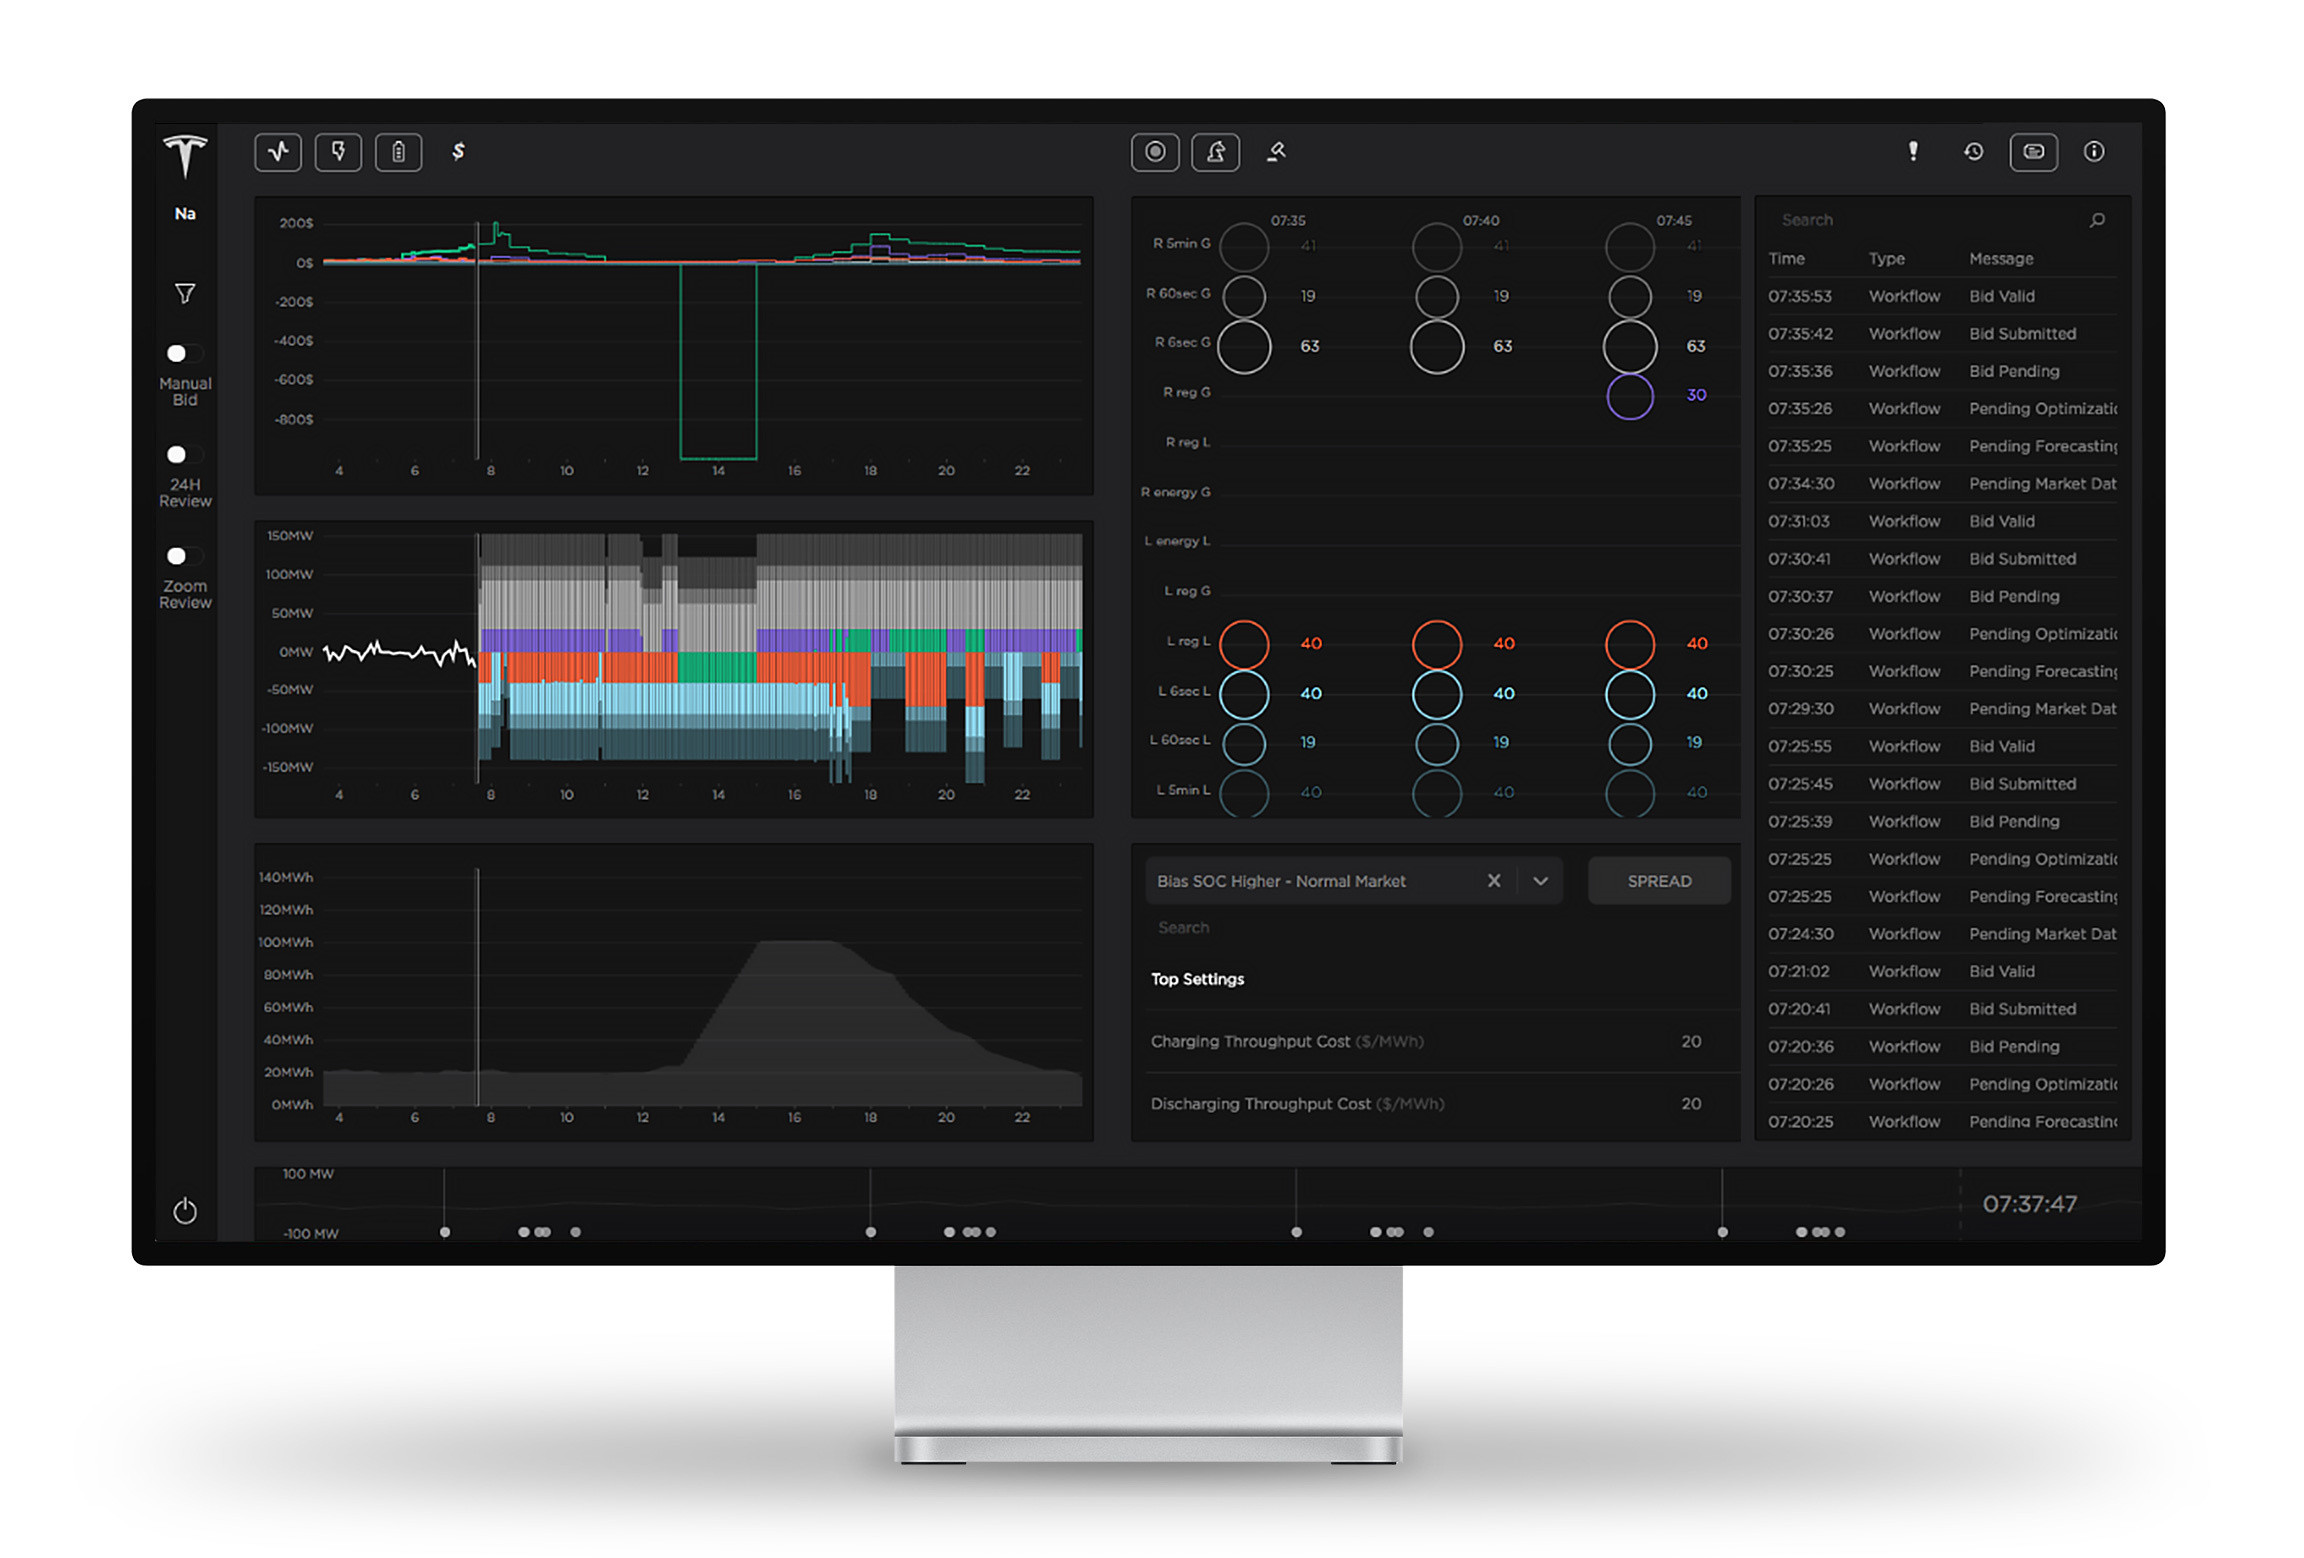 Na
Manual
Bid
24H
Review
Zoom
Review
$
200$
0$
-200$
-400$
-600$
-800$
4 6 8 10 12 14 16 18 20 22
150MW
100MW
50MW
0MW
-50MW
-100MW
-150MW
4 6 8 10 12 14 16 18 20 22
140MWh
120MWh
100MWh
80MWh
60MWh
40MWh
20MWh
0MWh
4 6 8 10 12 14 16 18 20 22
07:35 07:40 07:45
R 5min G 41 41 41
R 60sec G 19 19 19
R 6sec G 63 63 63
R reg G 30
R reg L
R energy G
L energy L
L reg G
L reg L 40 40 40
L 6sec L 40 40 40
L 60sec L 19 19 19
L 5min L 40 40 40
Bias SOC Higher - Normal Market X SPREAD
Search
Top Settings
Charging Throughput Cost ($/MWh) 20
Discharging Throughput Cost ($/MWh) 20
Search
Time Type Message
07:35:53 Workflow Bid Valid
07:35:42 Workflow Bid Submitted
07:35:36 Workflow Bid Pending
07:35:26 Workflow Pending Optimizatic
07:35:25 Workflow Pending Forecasting
07:34:30 Workflow Pending Market Dat
07:31:03 Workflow Bid Valid
07:30:41 Workflow Bid Submitted
07:30:37 Workflow Bid Pending
07:30:26 Workflow Pending Optimizatic
07:30:25 Workflow Pending Forecasting
07:29:30 Workflow Pending Market Dat
07:25:55 Workflow Bid Valid
07:25:45 Workflow Bid Submitted
07:25:39 Workflow Bid Pending
07:25:25 Workflow Pending Optimizatic
07:25:25 Workflow Pending Forecasting
07:24:30 Workflow Pending Market Dat
07:21:02 Workflow Bid Valid
07:20:41 Workflow Bid Submitted
07:20:36 Workflow Bid Pending
07:20:26 Workflow Pending Optimizatic
07:20:25 Workflow Pending Forecasting
100 MW
-100 MW
07:37:47